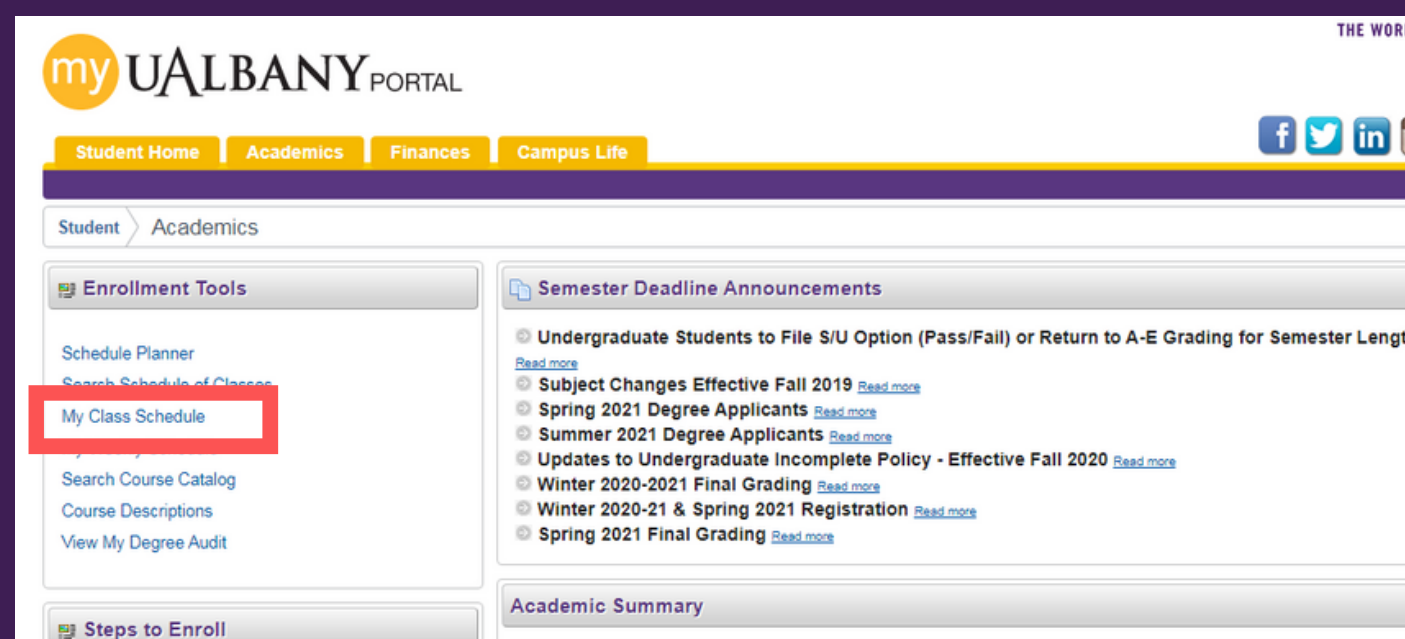 THE WOR
my UALBANY PORTAL
Student Home Academics Finances Campus Life
Student Academics
Enrollment Tools
Schedule Planner
Search Schedule of Classes
My Class Schedule
Search Course Catalog
Course Descriptions
View My Degree Audit
Steps to Enroll
Semester Deadline Announcements
Undergraduate Students to File S/U Option (Pass/Fail) or Return to A-E Grading for Semester Lengt
Read more
Subject Changes Effective Fall 2019 Read more
Spring 2021 Degree Applicants Read more
Summer 2021 Degree Applicants Read more
Updates to Undergraduate Incomplete Policy - Effective Fall 2020 Read more
Winter 2020-2021 Final Grading Read more
Winter 2020-21 & Spring 2021 Registration Read more
Spring 2021 Final Grading Read more
Academic Summary